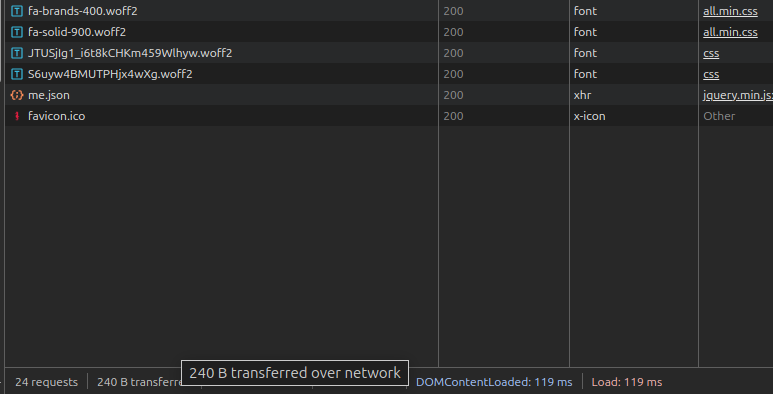 fa-brands-400.woff2 200 font all.min.css
fa-solid-900.woff2 200 font all.min.css
JTUSjIg1_i6t8kCHKm459Wlhyw.woff2 200 font css
S6uyw4BMUTPHjx4wXg.woff2 200 font css
me.json 200 xhr jquery.min.js:
favicon.ico 200 x-icon Other
240 B transferred over network
24 requests 240 B transferre DOMContentLoaded: 119 ms Load: 119 ms